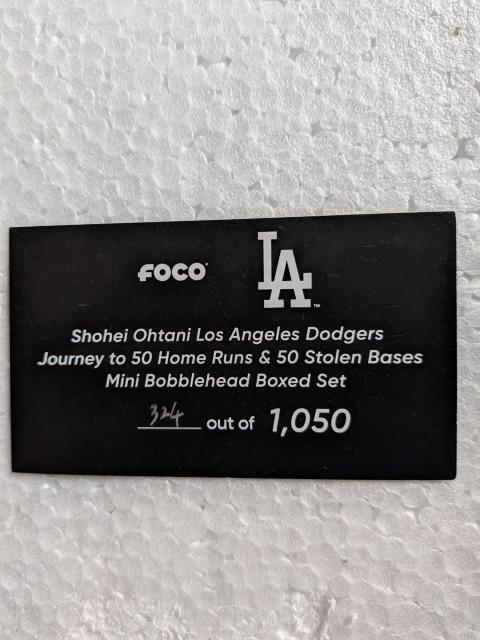 FOCO
LA™
Shohei Ohtani Los Angeles Dodgers
Journey to 50 Home Runs & 50 Stolen Bases
Mini Bobblehead Boxed Set
324 out of 1,050